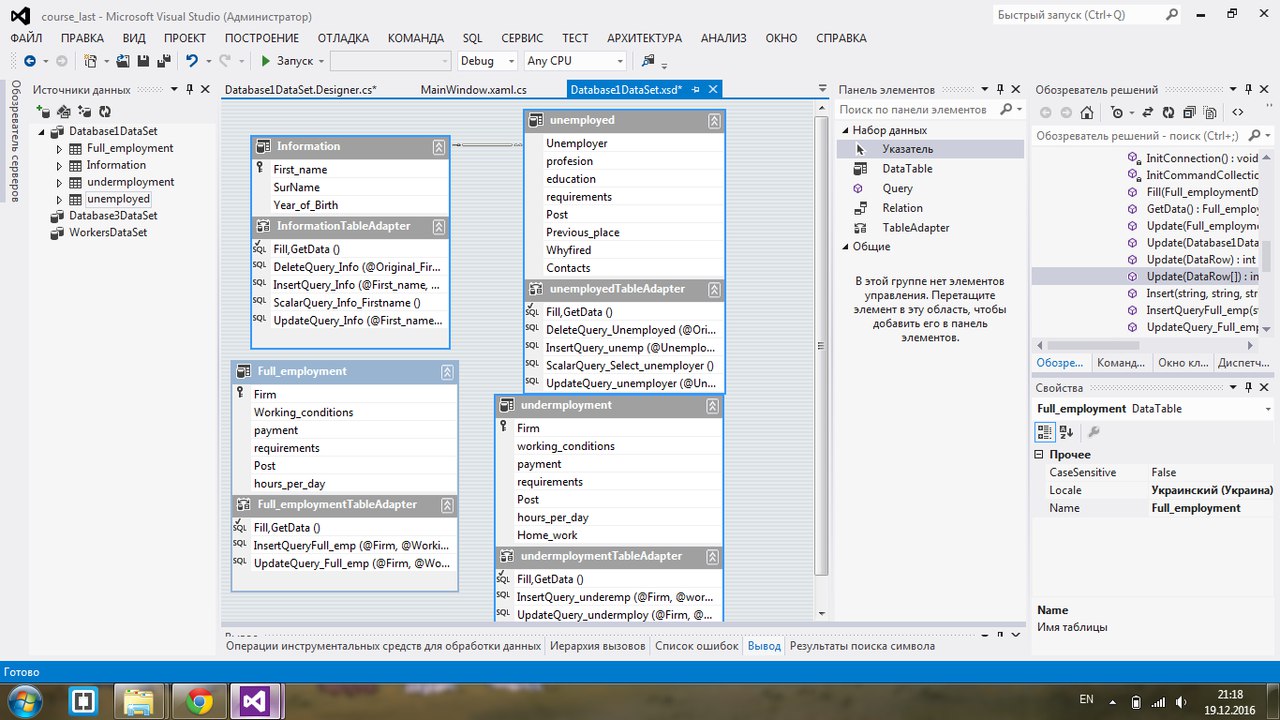 course_last - Microsoft Visual Studio (Администратор)
Быстрый запуск (Ctrl+Q)
ФАЙЛ ПРАВКА ВИД ПРОЕКТ ПОСТРОЕНИЕ ОТЛАДКА КОМАНДА SQL СЕРВИС ТЕСТ АРХИТЕКТУРА АНАЛИЗ ОКНО СПРАВКА
Запуск Debug Any CPU
Обозреватель серверов
Источники данных
Database1DataSet
Full_employment
Information
undermployment
unemployed
Database3DataSet
WorkersDataSet
Database1DataSet.Designer.cs* MainWindow.xaml.cs Database1DataSet.xsd*
Information
First_name
SurName
Year_of_Birth
InformationTableAdapter
Fill,GetData ()
DeleteQuery_Info (@Original_Fir...
InsertQuery_Info (@First_name, ...
ScalarQuery_Info_Firstname ()
UpdateQuery_Info (@First_name...
unemployed
Unemployer
profesion
education
requirements
Post
Previous_place
Whyfired
Contacts
unemployedTableAdapter
Fill,GetData ()
DeleteQuery_Unemployed (@Ori...
InsertQuery_unemp (@Unemplo...
ScalarQuery_Select_unemployer ()
UpdateQuery_unemployer (@Un...
Full_employment
Firm
Working_conditions
payment
requirements
Post
hours_per_day
Full_employmentTableAdapter
Fill,GetData ()
InsertQueryFull_emp (@Firm, @Worki...
UpdateQuery_Full_emp (@Firm, @Wo...
undermployment
Firm
working_conditions
payment
requirements
Post
hours_per_day
Home_work
undermploymentTableAdapter
Fill,GetData ()
InsertQuery_underemp (@Firm, @wor...
UpdateQuery_undermploy (@Firm, @...
Панель элементов
Поиск по панели элементов
Набор данных
Указатель
DataTable
Query
Relation
TableAdapter
Общие
В этой группе нет элементов
управления. Перетащите
элемент в эту область, чтобы
добавить его в панель
элементов.
Обозреватель решений
Обозреватель решений - поиск (Ctrl+;)
InitConnection() : void
InitCommandCollectio
Fill(Full_employmentD
GetData() : Full_employ
Update(Full_employm
Update(Database1Data
Update(DataRow) : int
Update(DataRow[]) : in
Insert(string, string, str
InsertQueryFull_emp(s
UpdateQuery_Full_emp
Обозре... Команд... Окно кл... Диспетч...
Свойства
Full_employment DataTable
Прочее
CaseSensitive False
Locale Украинский (Украина)
Name Full_employment
Name
Имя таблицы
Вывод
Операции инструментальных средств для обработки данных Иерархия вызовов Список ошибок Вывод Результаты поиска символа
Готово
EN
21:18
19.12.2016